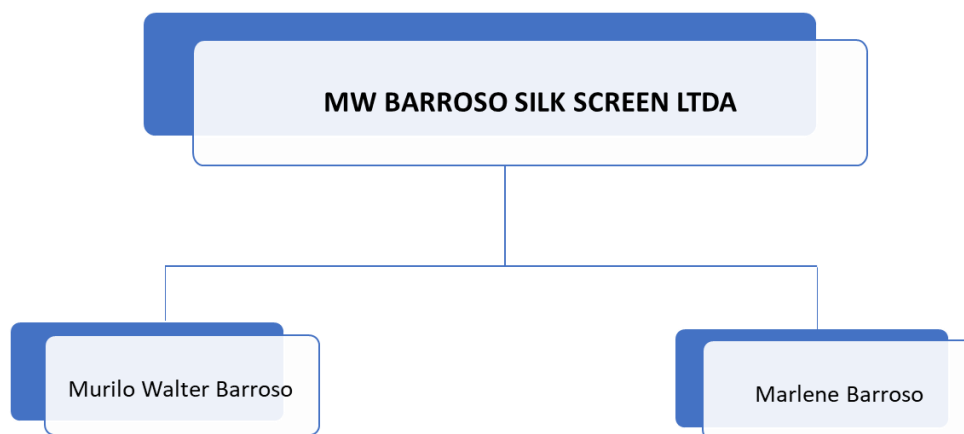 MW BARROSO SILK SCREEN LTDA
Murilo Walter Barroso
Marlene Barroso